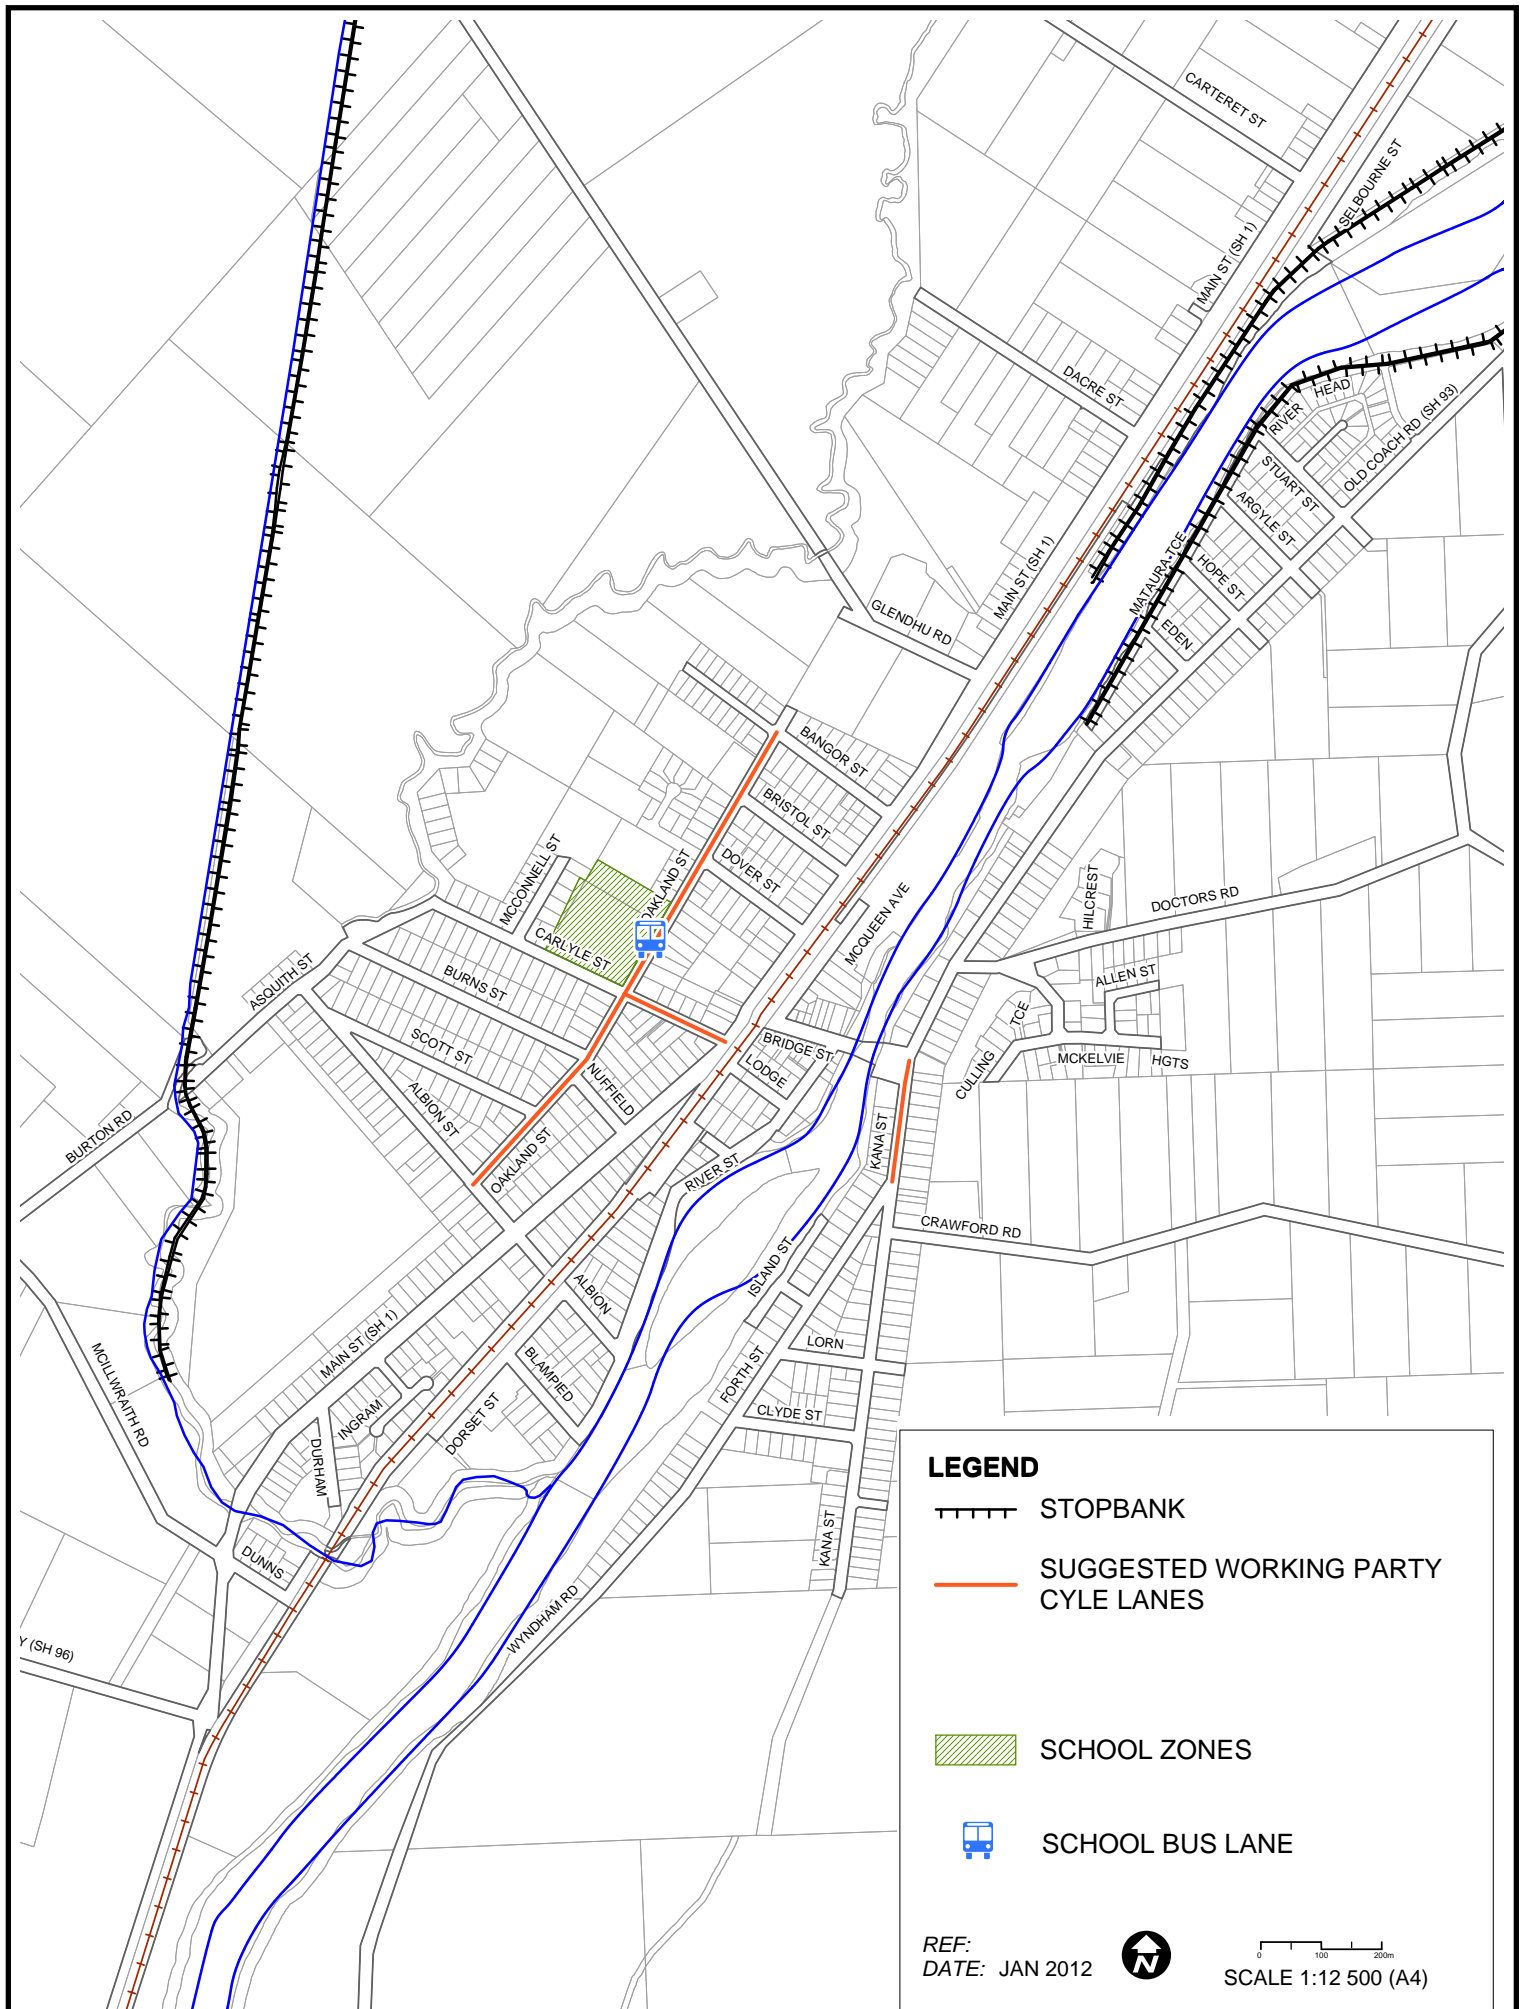 CARTERET ST
SELBOURNE ST
MAIN ST (SH 1)
DACRE ST
HEAD
RIVER
OLD COACH RD (SH 93)
STUART ST
ARGYLE ST
MATAURA TCE
HOPE ST
EDEN
MAIN ST (SH 1)
GLENDHU RD
BANGOR ST
BRISTOL ST
DOVER ST
OAKLAND ST
MCCONNELL ST
CARLYLE ST
MCQUEEN AVE
HILCREST
DOCTORS RD
ALLEN ST
ASQUITH ST
BURNS ST
SCOTT ST
ALBION ST
NUFFIELD
BRIDGE ST
LODGE
TCE
CULLING
MCKELVIE
HGTS
BURTON RD
OAKLAND ST
RIVER ST
KANA ST
CRAWFORD RD
ISLAND ST
ALBION
MAIN ST (SH 1)
MCILLWRAITH RD
BLAMPIED
LORN
FORTH ST
INGRAM
DORSET ST
CLYDE ST
DURHAM
KANA ST
DUNNS
WYNDHAM RD
Y (SH 96)
LEGEND
STOPBANK
SUGGESTED WORKING PARTY
CYLE LANES
SCHOOL ZONES
SCHOOL BUS LANE
REF:
DATE: JAN 2012
N
0 100 200m
SCALE 1:12 500 (A4)